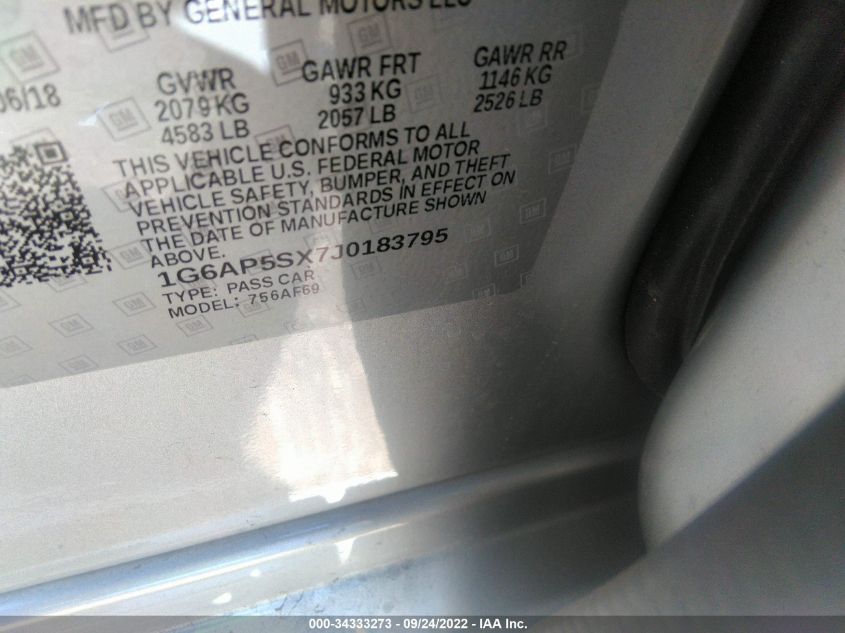 MFD BY GENERAL MOTORS LLC
06/18
GVWR
2079 KG
4583 LB
GAWR FRT
933 KG
2057 LB
GAWR RR
1146 KG
2526 LB
THIS VEHICLE CONFORMS TO ALL
APPLICABLE U.S. FEDERAL MOTOR
VEHICLE SAFETY, BUMPER, AND THEFT
PREVENTION STANDARDS IN EFFECT ON
THE DATE OF MANUFACTURE SHOWN
ABOVE.
1G6AP5SX7J0183795
TYPE: PASS CAR
MODEL: 756AF69
000-34333273 - 09/24/2022 - IAA Inc.